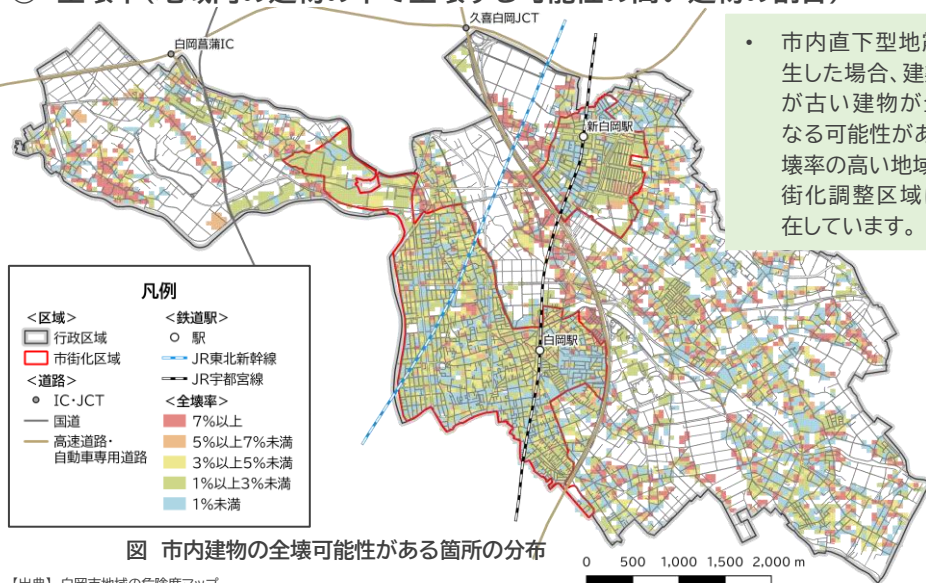 久喜白岡JCT
白岡菖蒲IC
新白岡駅
白岡駅
• 市内直下型地
生した場合、建
が古い建物が
なる可能性があ
壊率の高い地域
街化調整区域
在しています。
凡例
<区域>
行政区域
市街化区域
<道路>
IC・JCT
国道
高速道路・
自動車専用道路
<鉄道駅>
駅
JR東北新幹線
JR宇都宮線
<全壊率>
7%以上
5%以上7%未満
3%以上5%未満
1%以上3%未満
1%未満
図 市内建物の全壊可能性がある箇所の分布
0 500 1,000 1,500 2,000 m